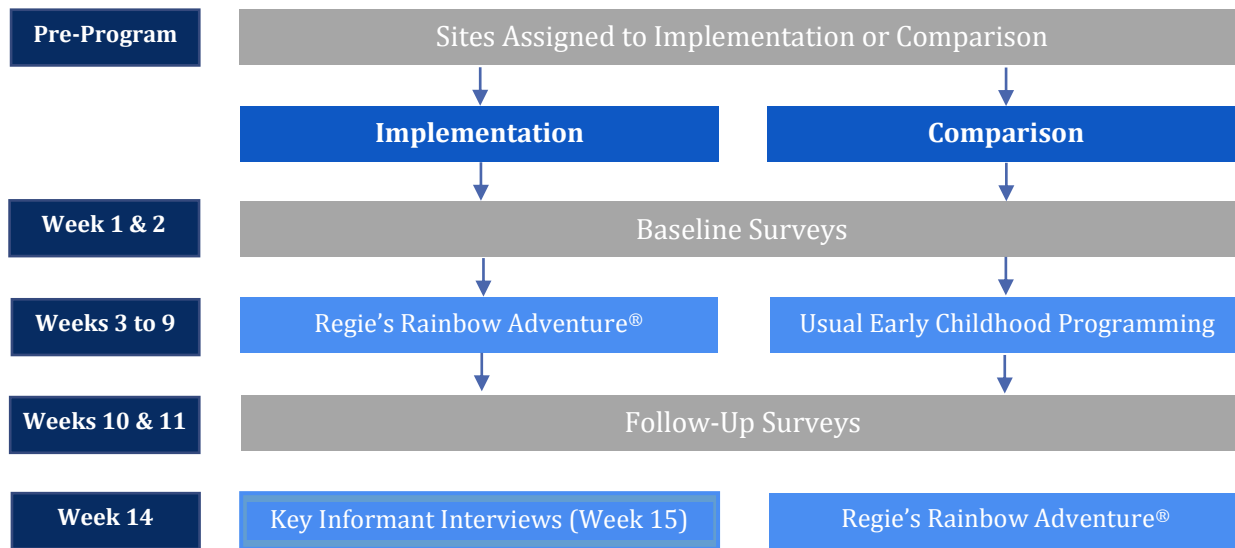 Pre-Program
Sites Assigned to Implementation or Comparison
Implementation
Comparison
Week 1 & 2
Baseline Surveys
Weeks 3 to 9
Regie’s Rainbow Adventure®
Usual Early Childhood Programming
Weeks 10 & 11
Follow-Up Surveys
Week 14
Key Informant Interviews (Week 15)
Regie’s Rainbow Adventure®